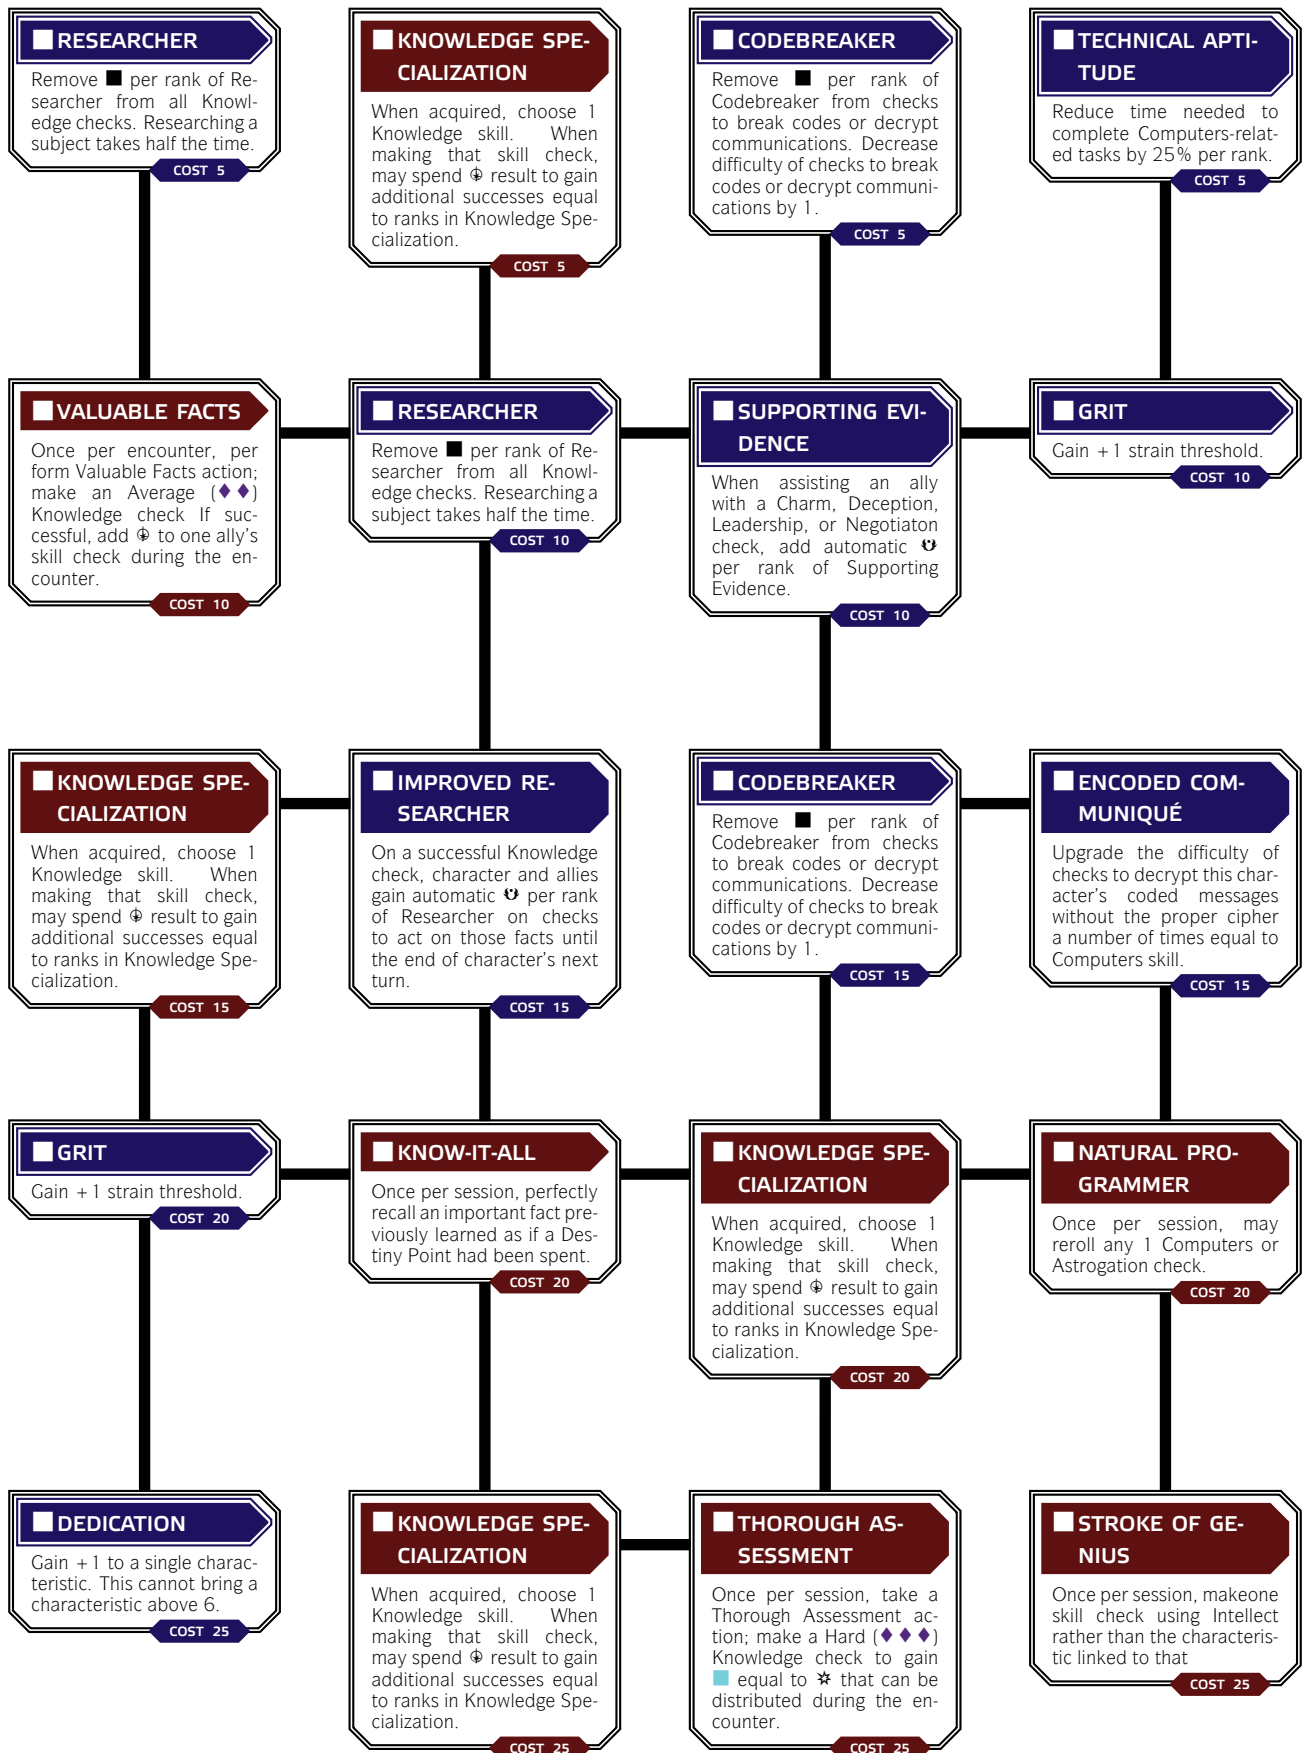 RESEARCHER
Remove ■ per rank of Re-
searcher from all Knowl-
edge checks. Researching a
subject takes half the time.
COST 5
KNOWLEDGE SPE-
CIALIZATION
When acquired, choose 1
Knowledge skill. When
making that skill check,
may spend result to gain
additional successes equal
to ranks in Knowledge Spe-
cialization.
COST 5
CODEBREAKER
Remove ■ per rank of
Codebreaker from checks
to break codes or decrypt
communications. Decrease
difficulty of checks to break
codes or decrypt communi-
cations by 1.
COST 5
TECHNICAL APTI-
TUDE
Reduce time needed to
complete Computers-relat-
ed tasks by 25% per rank.
COST 5
VALUABLE FACTS
Once per encounter, per
form Valuable Facts action;
make an Average (♦ ♦)
Knowledge check If suc-
cessful, add to one ally's
skill check during the en-
counter.
COST 10
RESEARCHER
Remove ■ per rank of Re-
searcher from all Knowl-
edge checks. Researching a
subject takes half the time.
COST 10
SUPPORTING EVI-
DENCE
When assisting an ally
with a Charm, Deception,
Leadership, or Negotiaton
check, add automatic
per rank of Supporting
Evidence.
COST 10
GRIT
Gain +1 strain threshold.
COST 10
KNOWLEDGE SPE-
CIALIZATION
When acquired, choose 1
Knowledge skill. When
making that skill check,
may spend result to gain
additional successes equal
to ranks in Knowledge Spe-
cialization.
COST 15
IMPROVED RE-
SEARCHER
On a successful Knowledge
check, character and allies
gain automatic per rank
of Researcher on checks
to act on those facts until
the end of character's next
turn.
COST 15
CODEBREAKER
Remove ■ per rank of
Codebreaker from checks
to break codes or decrypt
communications. Decrease
difficulty of checks to break
codes or decrypt communi-
cations by 1.
COST 15
ENCODED COM-
MUNIQUÉ
Upgrade the difficulty of
checks to decrypt this char-
acter's coded messages
without the proper cipher
a number of times equal to
Computers skill.
COST 15
GRIT
Gain +1 strain threshold.
COST 20
KNOW-IT-ALL
Once per session, perfectly
recall an important fact pre-
viously learned as if a Des-
tiny Point had been spent.
COST 20
KNOWLEDGE SPE-
CIALIZATION
When acquired, choose 1
Knowledge skill. When
making that skill check,
may spend result to gain
additional successes equal
to ranks in Knowledge Spe-
cialization.
COST 20
NATURAL PRO-
GRAMMER
Once per session, may
reroll any 1 Computers or
Astrogation check.
COST 20
DEDICATION
Gain +1 to a single charac-
teristic. This cannot bring a
characteristic above 6.
COST 25
KNOWLEDGE SPE-
CIALIZATION
When acquired, choose 1
Knowledge skill. When
making that skill check,
may spend result to gain
additional successes equal
to ranks in Knowledge Spe-
cialization.
COST 25
THOROUGH AS-
SESSMENT
Once per session, take a
Thorough Assessment ac-
tion; make a Hard (♦ ♦ ♦)
Knowledge check to gain
■ equal to that can be
distributed during the en-
counter.
COST 25
STROKE OF GE-
NIUS
Once per session, makeone
skill check using Intellect
rather than the characteris-
tic linked to that
COST 25